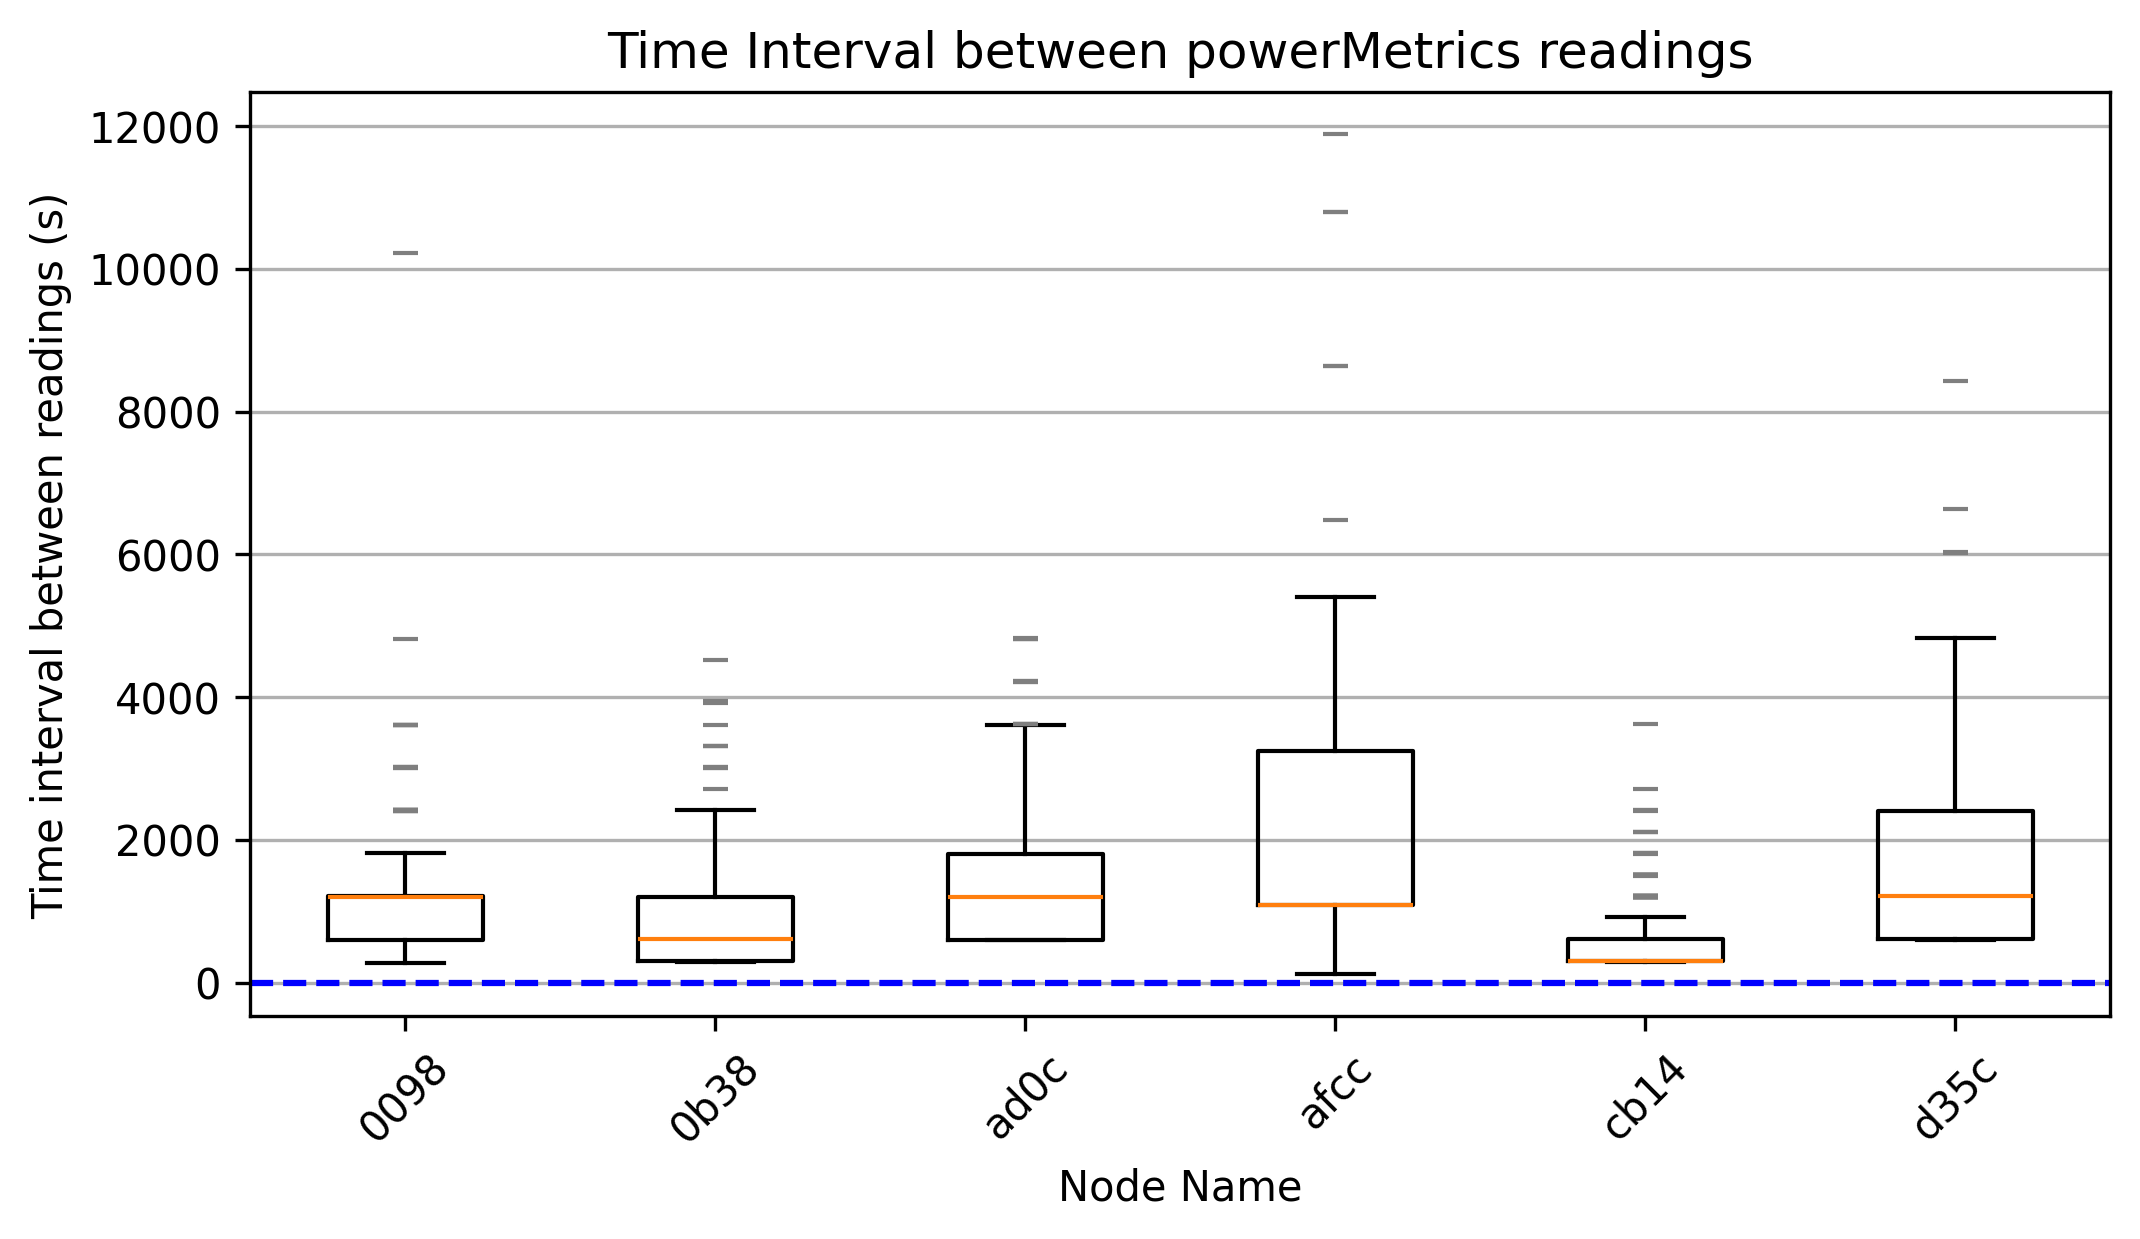 Time Interval between powerMetrics readings
Time interval between readings (s)
12000
10000
8000
6000
4000
2000
0
0098
0b38
ad0c
afcc
cb14
d35c
Node Name